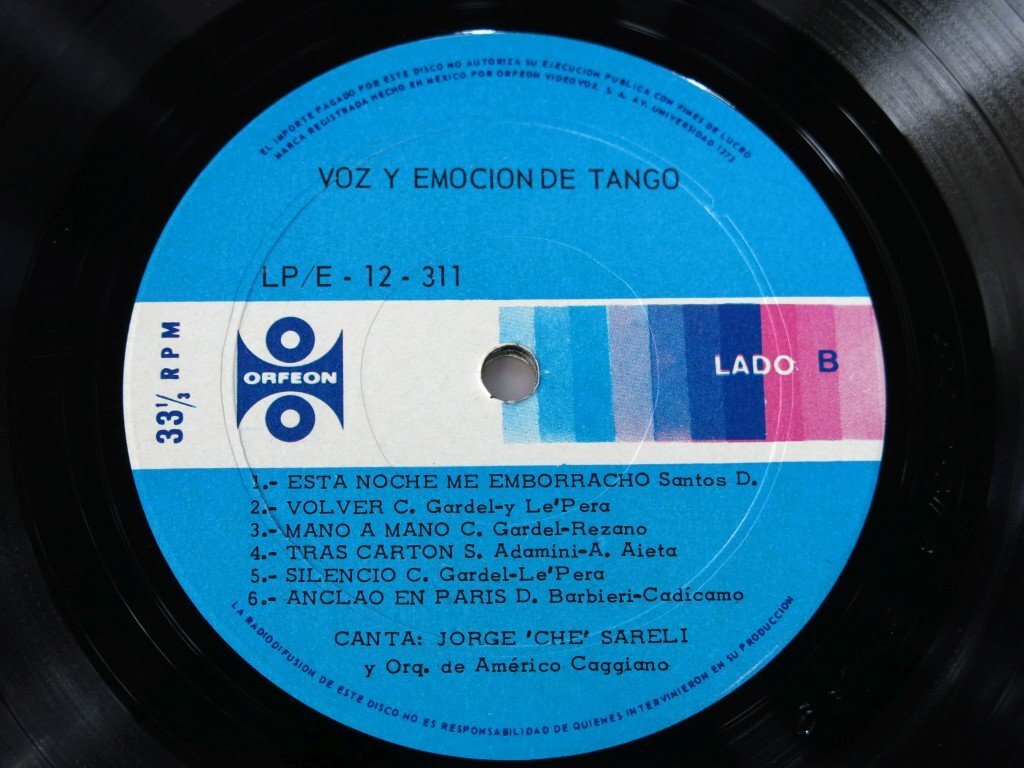 EL IMPORTE PAGADO POR ESTE DISCO NO AUTORIZA SU EJECUCION PUBLICA CON FINES DE LUCRO
MARCA REGISTRADA HECHO EN MEXICO POR ORFEON VIDEOVOX, S. A. AV. UNIVERSIDAD 1273
VOZ Y EMOCION DE TANGO
LP/E - 12 - 311
33⅓ RPM
ORFEON
LADO B
1.- ESTA NOCHE ME EMBORRACHO Santos D.
2.- VOLVER C. Gardel-y Le'Pera
3.- MANO A MANO C. Gardel-Rezano
4.- TRAS CARTON S. Adamini-A. Aieta
5.- SILENCIO C. Gardel-Le'Pera
6.- ANCLAO EN PARIS D. Barbieri-Cadícamo
CANTA: JORGE 'CHE' SARELI
y Orq. de Américo Caggiano
LA RADIODIFUSION DE ESTE DISCO NO ES RESPONSABILIDAD DE QUIENES INTERVINIERON EN SU PRODUCCION